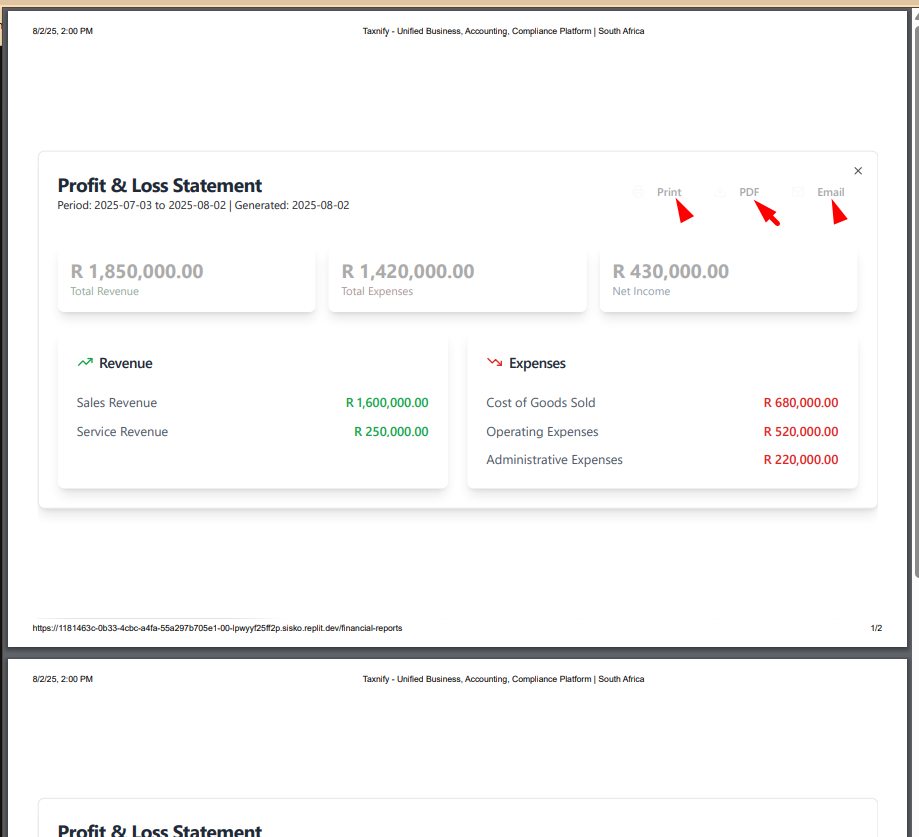 8/2/25, 2:00 PM Taxnify - Unified Business, Accounting, Compliance Platform | South Africa
Profit & Loss Statement
Period: 2025-07-03 to 2025-08-02 | Generated: 2025-08-02
Print PDF Email
R 1,850,000.00 R 1,420,000.00 R 430,000.00
Total Revenue Total Expenses Net Income
Revenue Expenses
Sales Revenue R 1,600,000.00 Cost of Goods Sold R 680,000.00
Service Revenue R 250,000.00 Operating Expenses R 520,000.00
Administrative Expenses R 220,000.00
https://1181463c-0b33-4cbc-a4fa-55a297b705e1-00-lpwyyf25ff2p.sisko.replit.dev/financial-reports 1/2
8/2/25, 2:00 PM Taxnify - Unified Business, Accounting, Compliance Platform | South Africa
Profit & Loss Statement